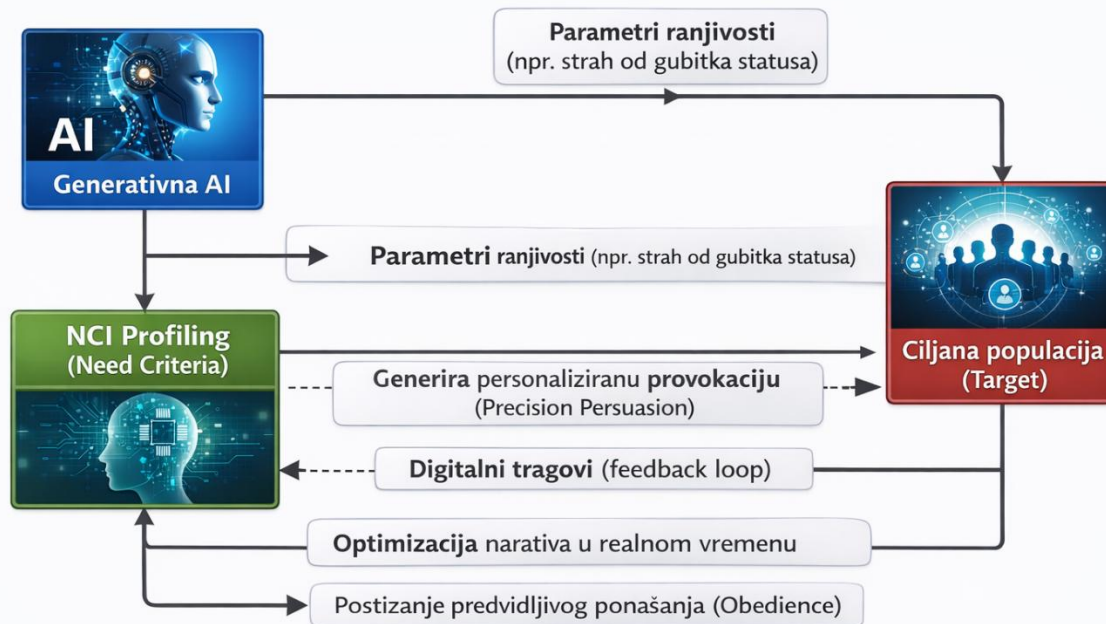 Parametri ranjivosti
(npr. strah od gubitka statusa)
AI
Generativna AI
Parametri ranjivosti (npr. strah od gubitka statusa)
NCI Profiling
(Need Criteria)
Ciljana populacija
(Target)
Generira personaliziranu provokaciju
(Precision Persuasion)
Digitalni tragovi (feedback loop)
Optimizacija narativa u realnom vremenu
Postizanje predvidljivog ponašanja (Obedience)